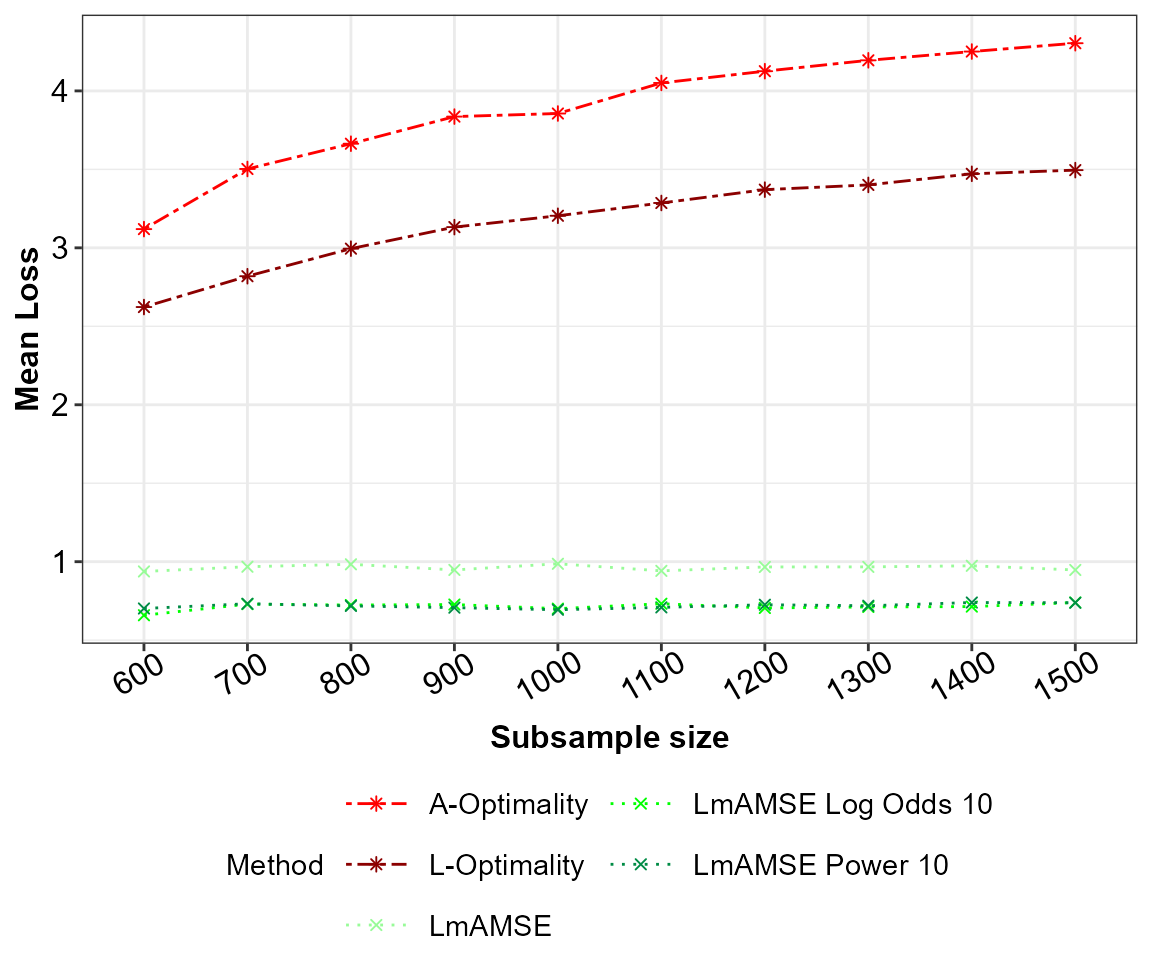 4
3
2
1
Mean Loss
600 700 800 900 1000 1100 1200 1300 1400 1500
Subsample size
A-Optimality LmAMSE Log Odds 10
Method L-Optimality LmAMSE Power 10
LmAMSE